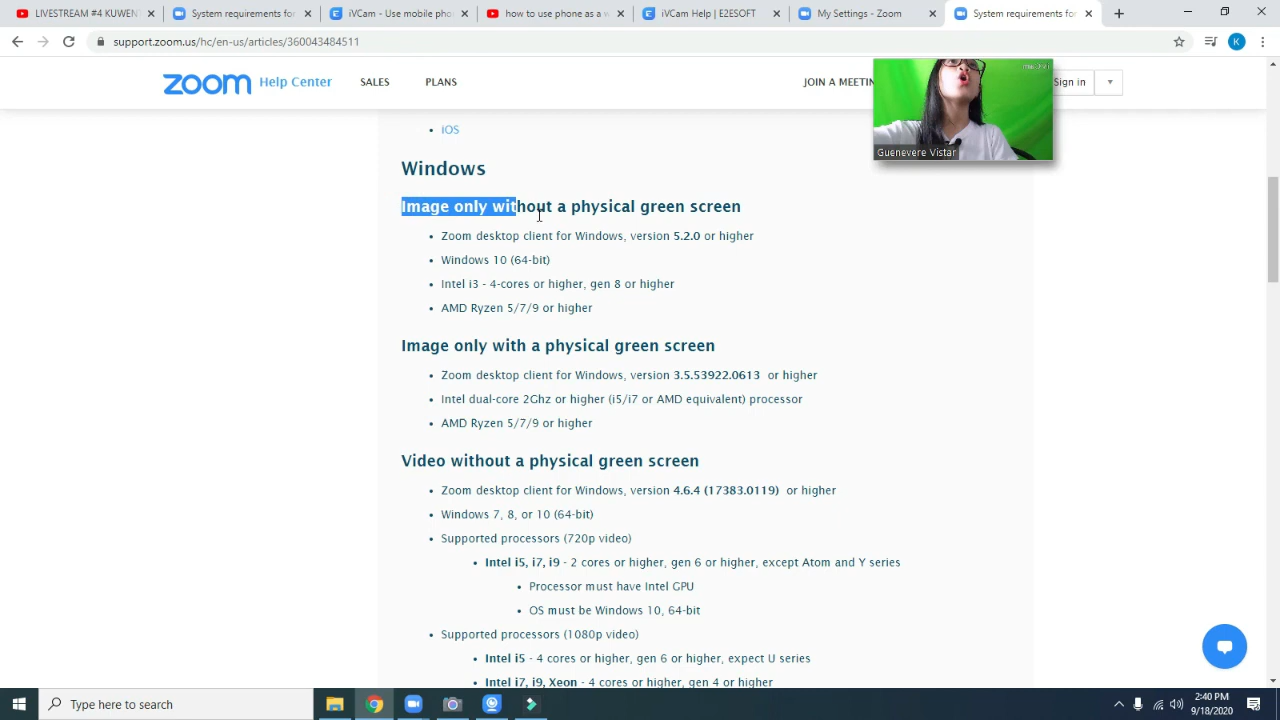 LIVESTREAM #4 KUWENT
Zoom system requirements fo
iVCam - mobile phone
how to phone as a w
iVCam Help | E2ESOFT
My Settings - Zoom
System requirements for
support.zoom.us/hc/en-us/articles/360043484511
K
zoom Help Center SALES PLANS JOIN A MEETIN Sign in
iOS
Guenevere Vistar
Windows
Image only without a physical green screen
• Zoom desktop client for Windows, version 5.2.0 or higher
• Windows 10 (64-bit)
• Intel i3 - 4-cores or higher, gen 8 or higher
• AMD Ryzen 5/7/9 or higher
Image only with a physical green screen
• Zoom desktop client for Windows, version 3.5.53922.0613 or higher
• Intel dual-core 2Ghz or higher (i5/i7 or AMD equivalent) processor
• AMD Ryzen 5/7/9 or higher
Video without a physical green screen
• Zoom desktop client for Windows, version 4.6.4 (17383.0119) or higher
• Windows 7, 8, or 10 (64-bit)
• Supported processors (720p video)
• Intel i5, i7, i9 - 2 cores or higher, gen 6 or higher, except Atom and Y series
• Processor must have Intel GPU
• OS must be Windows 10, 64-bit
• Supported processors (1080p video)
• Intel i5 - 4 cores or higher, gen 6 or higher, expect U series
• Intel i7, i9, Xeon - 4 cores or higher, gen 4 or higher
Type here to search
2:40 PM
9/18/2020